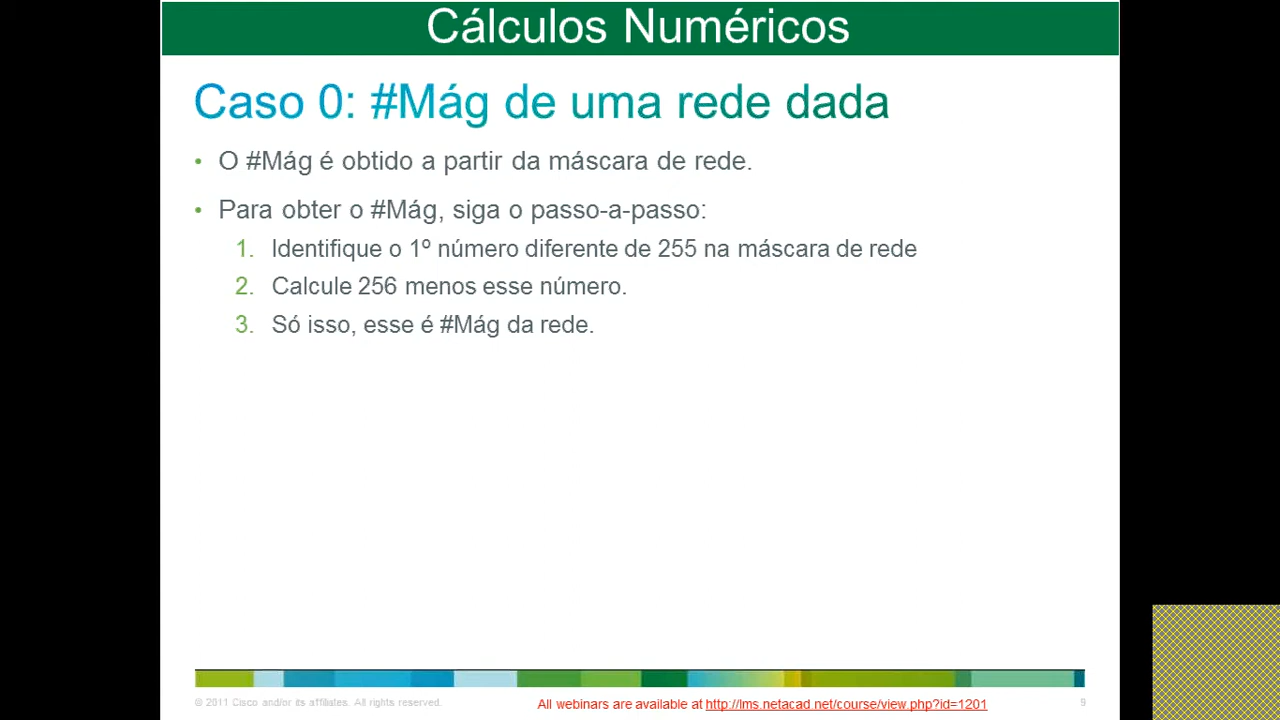 Cálculos Numéricos
Caso 0: #Mág de uma rede dada
• O #Mág é obtido a partir da máscara de rede.
• Para obter o #Mág, siga o passo-a-passo:
1. Identifique o 1º número diferente de 255 na máscara de rede
2. Calcule 256 menos esse número.
3. Só isso, esse é #Mág da rede.
© 2011 Cisco and/or its affiliates. All rights reserved.
All webinars are available at http://lms.netacad.net/course/view.php?id=1201
9